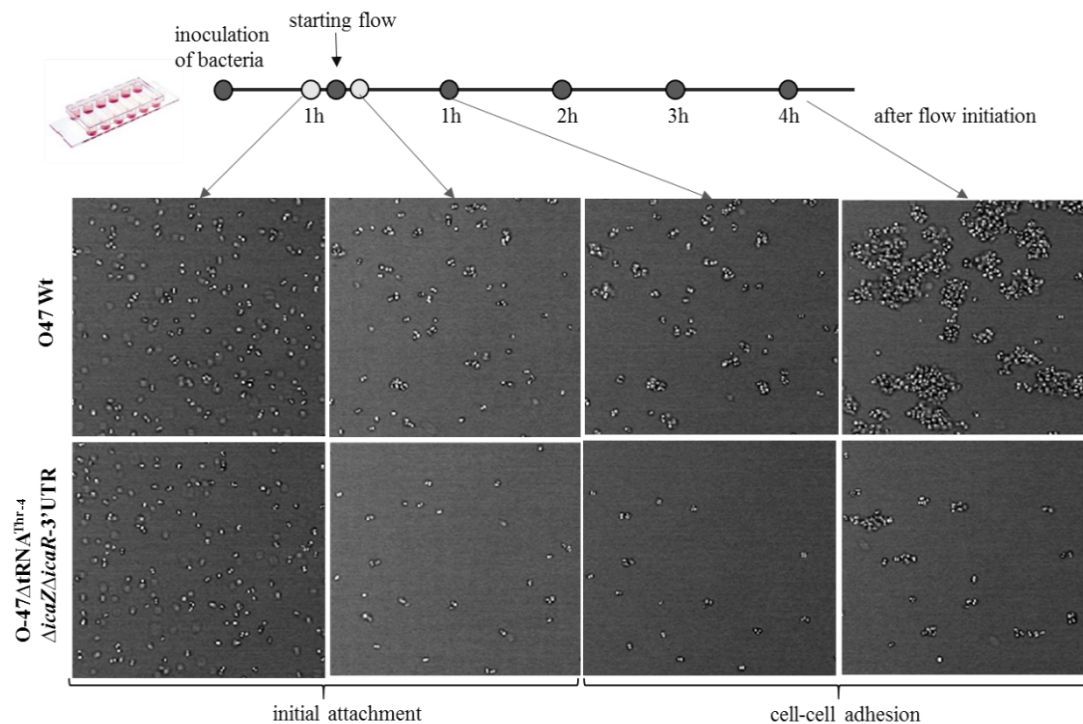 starting flow
inoculation
of bacteria
1h
1h
2h
3h
4h
after flow initiation
O47 Wt
O-47ΔtRNAThr-4
ΔicaZΔicaR-3’UTR
initial attachment
cell-cell adhesion